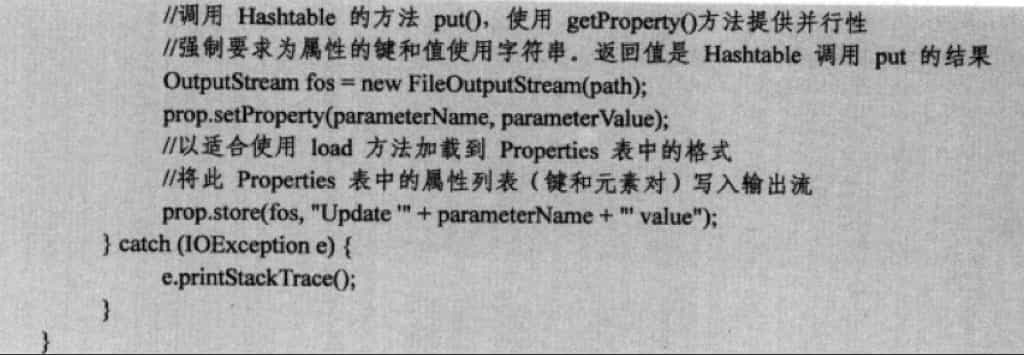 //调用 Hashtable 的方法 put()，使用 getProperty()方法提供并行性
//强制要求为属性的键和值使用字符串。返回值是 Hashtable 调用 put 的结果
OutputStream fos = new FileOutputStream(path);
prop.setProperty(parameterName, parameterValue);
//以适合使用 load 方法加载到 Properties 表中的格式
//将此 Properties 表中的属性列表（键和元素对）写入输出流
prop.store(fos, "Update '" + parameterName + "' value");
} catch (IOException e) {
e.printStackTrace();
}
}